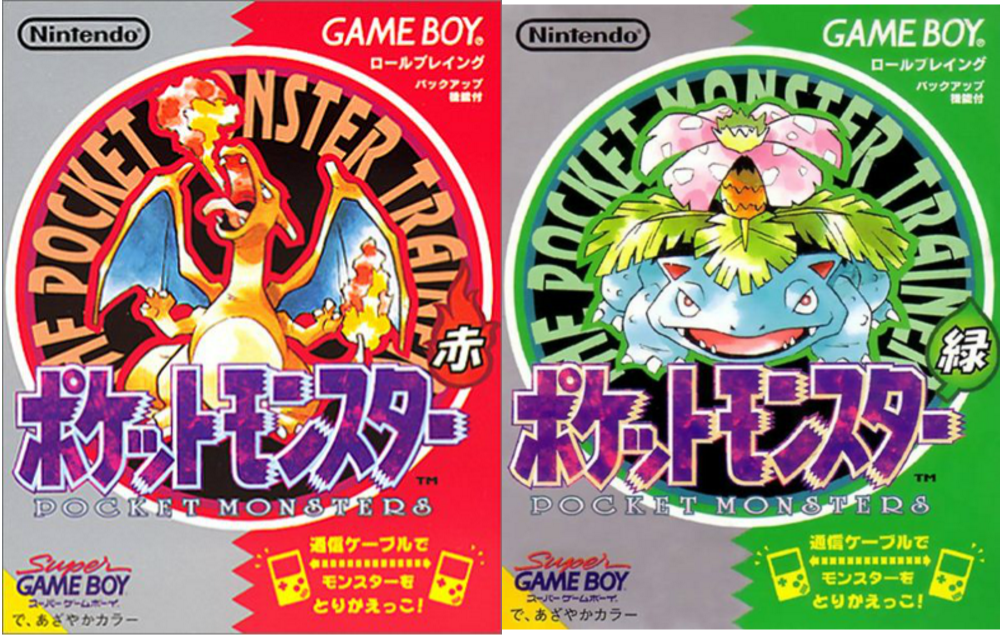 Nintendo®
GAME BOY®
ロールプレイング
バックアップ
機能付
POCKET MONSTER TRAIN
赤
ポケットモンスター™
POCKET MONSTERS
Super
GAME BOY
スーパーゲームボーイ
で、あざやかカラー
通信ケーブルで
モンスターを
とりかえっこ!
Nintendo®
GAME BOY®
ロールプレイング
バックアップ
機能付
POCKET MONSTER TRAIN
緑
ポケットモンスター™
POCKET MONSTERS
Super
GAME BOY
スーパーゲームボーイ
で、あざやかカラー
通信ケーブルで
モンスターを
とりかえっこ!